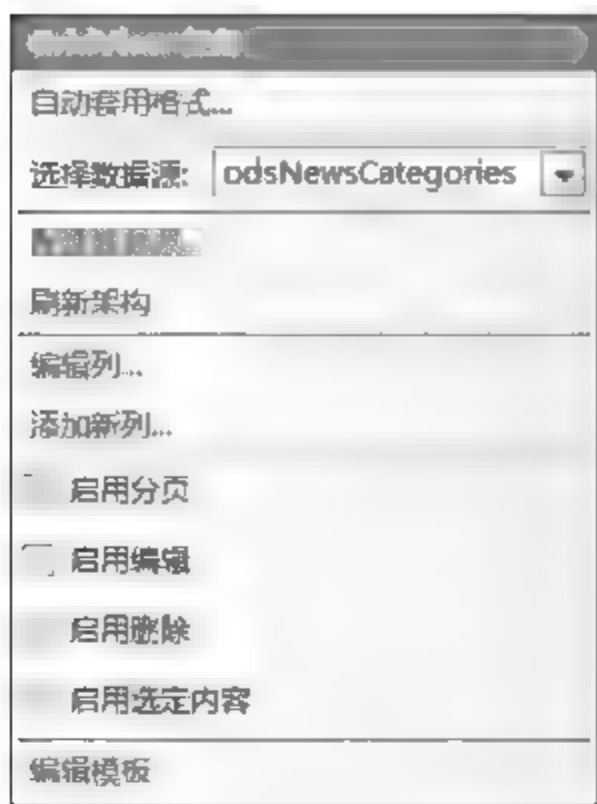 自动套用格式...
选择数据源: odsNewsCategories
刷新架构
编辑列...
添加新列...
启用分页
启用编辑
启用删除
启用选定内容
编辑模板